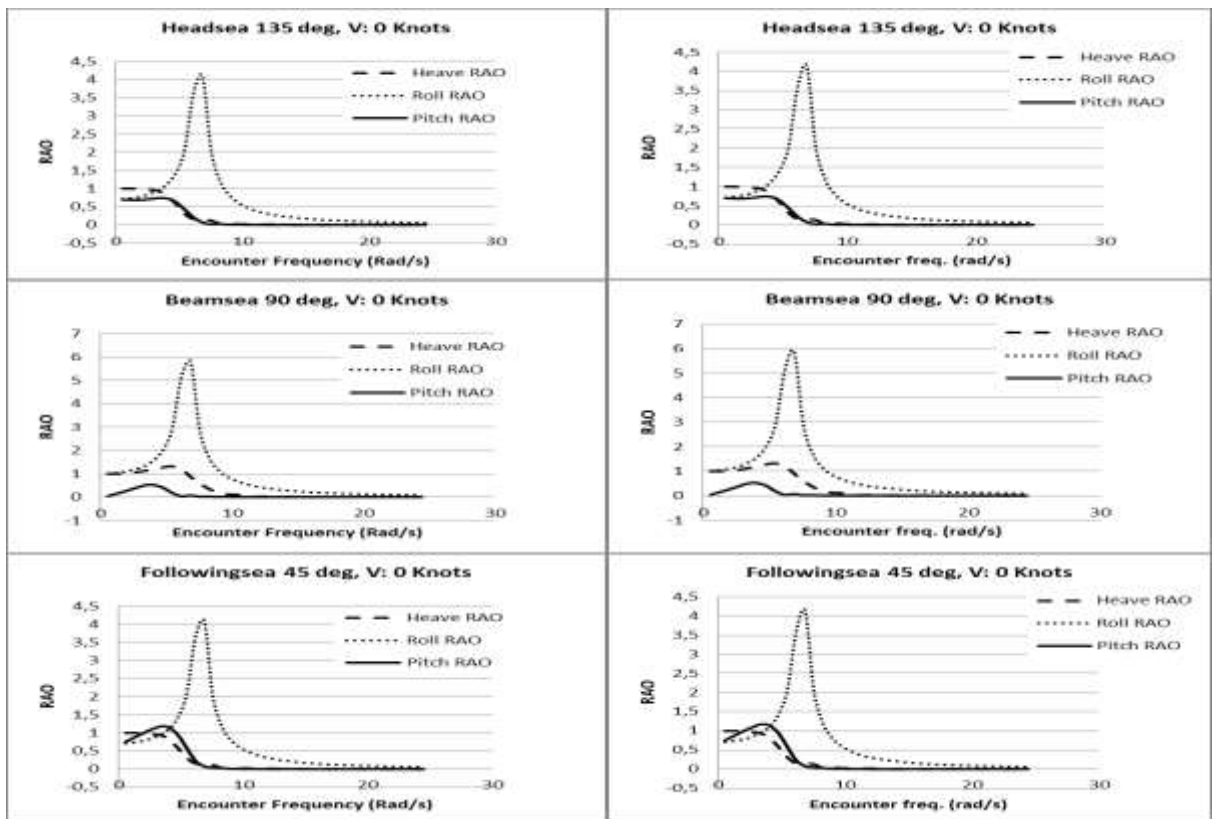 Headsea 135 deg, V: 0 Knots
4,5
4
3,5
3
2,5
2
1,5
1
0,5
0
-0,5
RAO
Heave RAO
Roll RAO
Pitch RAO
0
10
20
30
Encounter Frequency (Rad/s)
Headsea 135 deg, V: 0 Knots
4,5
4
3,5
3
2,5
2
1,5
1
0,5
0
-0,5
RAO
Heave RAO
Roll RAO
Pitch RAO
0
10
20
30
Encounter freq. (rad/s)
Beamsea 90 deg, V: 0 Knots
7
6
5
4
3
2
1
0
-1
RAO
Heave RAO
Roll RAO
Pitch RAO
0
10
20
30
Encounter Frequency (Rad/s)
Beamsea 90 deg, V: 0 Knots
7
6
5
4
3
2
1
0
-1
RAO
Heave RAO
Roll RAO
Pitch RAO
0
10
20
30
Encounter freq. (rad/s)
Followingsea 45 deg, V: 0 Knots
4,5
4
3,5
3
2,5
2
1,5
1
0,5
0
-0,5
RAO
Heave RAO
Roll RAO
Pitch RAO
0
10
20
30
Encounter Frequency (Rad/s)
Followingsea 45 deg, V: 0 Knots
4,5
4
3,5
3
2,5
2
1,5
1
0,5
0
-0,5
RAO
Heave RAO
Roll RAO
Pitch RAO
0
10
20
30
Encounter freq. (rad/s)